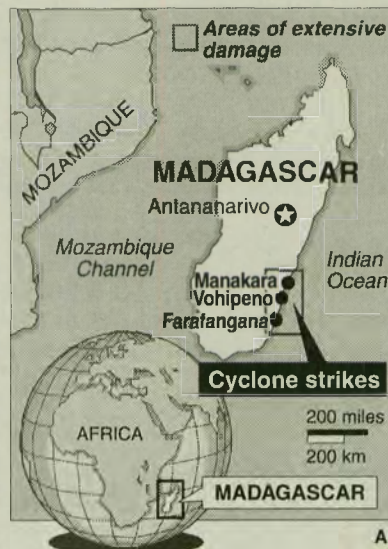 Areas of extensive
damage
MOZAMBIQUE
MADAGASCAR
Antananarivo
Mozambique
Channel
Indian
Ocean
Manakara
Vohipeno
Farafangana
Cyclone strikes
200 miles
200 km
AFRICA
MADAGASCAR
A